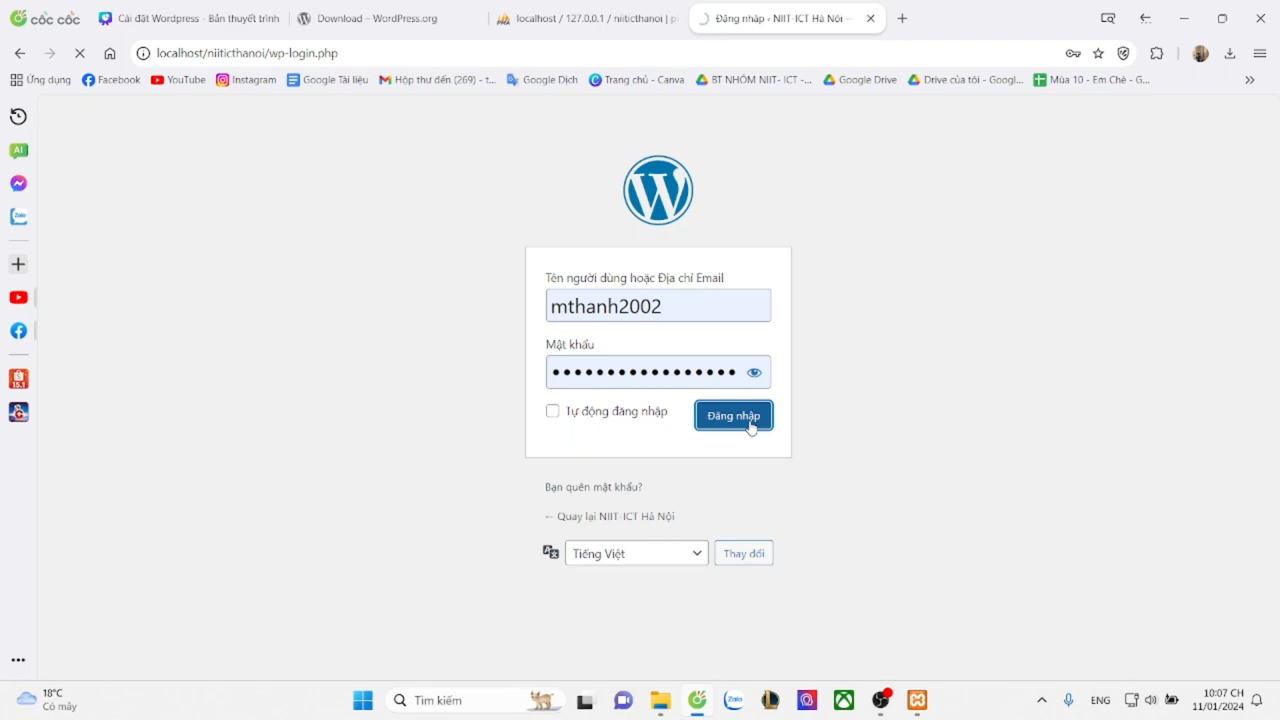 cốc cốc
Cài đặt Wordpress - Bản thuyết trình
Download – WordPress.org
localhost / 127.0.0.1 / niiticthanoi | p
Đăng nhập ‹ NIIT-ICT Hà Nội —
localhost/niiticthanoi/wp-login.php
Ứng dụng
Facebook
YouTube
Instagram
Google Tài liệu
Hộp thư đến (269) - t...
Google Dịch
Trang chủ - Canva
BT NHÓM NIIT- ICT -...
Google Drive
Drive của tôi - Googl...
Mùa 10 - Em Chè - G...
AI
Zalo
15.1
Tên người dùng hoặc Địa chỉ Email
mthanh2002
Mật khẩu
Tự động đăng nhập
Đăng nhập
Bạn quên mật khẩu?
← Quay lại NIIT-ICT Hà Nội
Tiếng Việt
Thay đổi
18°C
Có mây
Tìm kiếm
Zalo
ENG
10:07 CH
11/01/2024